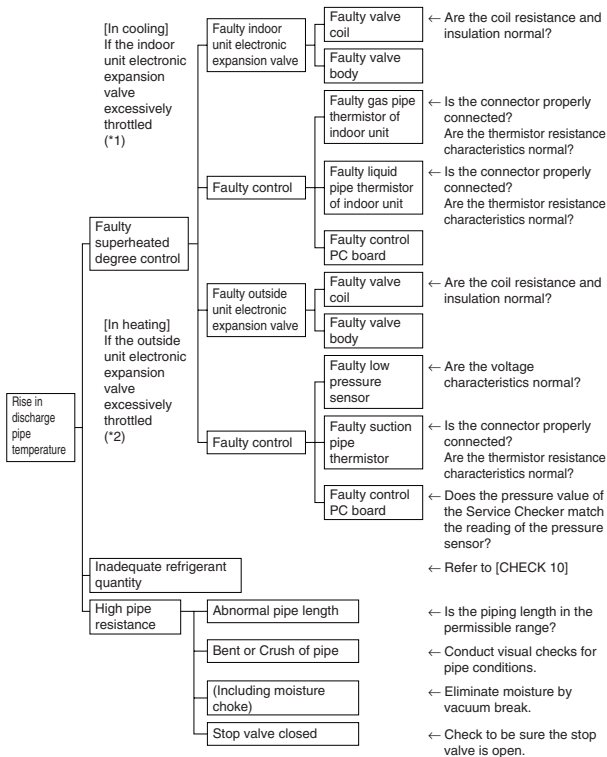 [In cooling]
If the indoor
unit electronic
expansion
valve
excessively
throttled
(*1)
Faulty indoor
unit electronic
expansion valve
Faulty valve
coil
← Are the coil resistance and
insulation normal?
Faulty valve
body
Faulty gas pipe
thermistor of
indoor unit
← Is the connector properly
connected?
Are the thermistor resistance
characteristics normal?
Faulty control
Faulty liquid
pipe thermistor
of indoor unit
← Is the connector properly
connected?
Are the thermistor resistance
characteristics normal?
Faulty control
PC board
Faulty
superheated
degree control
[In heating]
If the outside
unit electronic
expansion
valve
excessively
throttled
(*2)
Faulty outside
unit electronic
expansion valve
Faulty valve
coil
← Are the coil resistance and
insulation normal?
Faulty valve
body
Faulty low
pressure
sensor
← Are the voltage
characteristics normal?
Rise in
discharge
pipe
temperature
Faulty control
Faulty suction
pipe
thermistor
← Is the connector properly
connected?
Are the thermistor resistance
characteristics normal?
Faulty control
PC board
← Does the pressure value of
the Service Checker match
the reading of the pressure
sensor?
Inadequate refrigerant
quantity
← Refer to [CHECK 10]
High pipe
resistance
Abnormal pipe length
← Is the piping length in the
permissible range?
Bent or Crush of pipe
← Conduct visual checks for
pipe conditions.
(Including moisture
choke)
← Eliminate moisture by
vacuum break.
Stop valve closed
← Check to be sure the stop
valve is open.